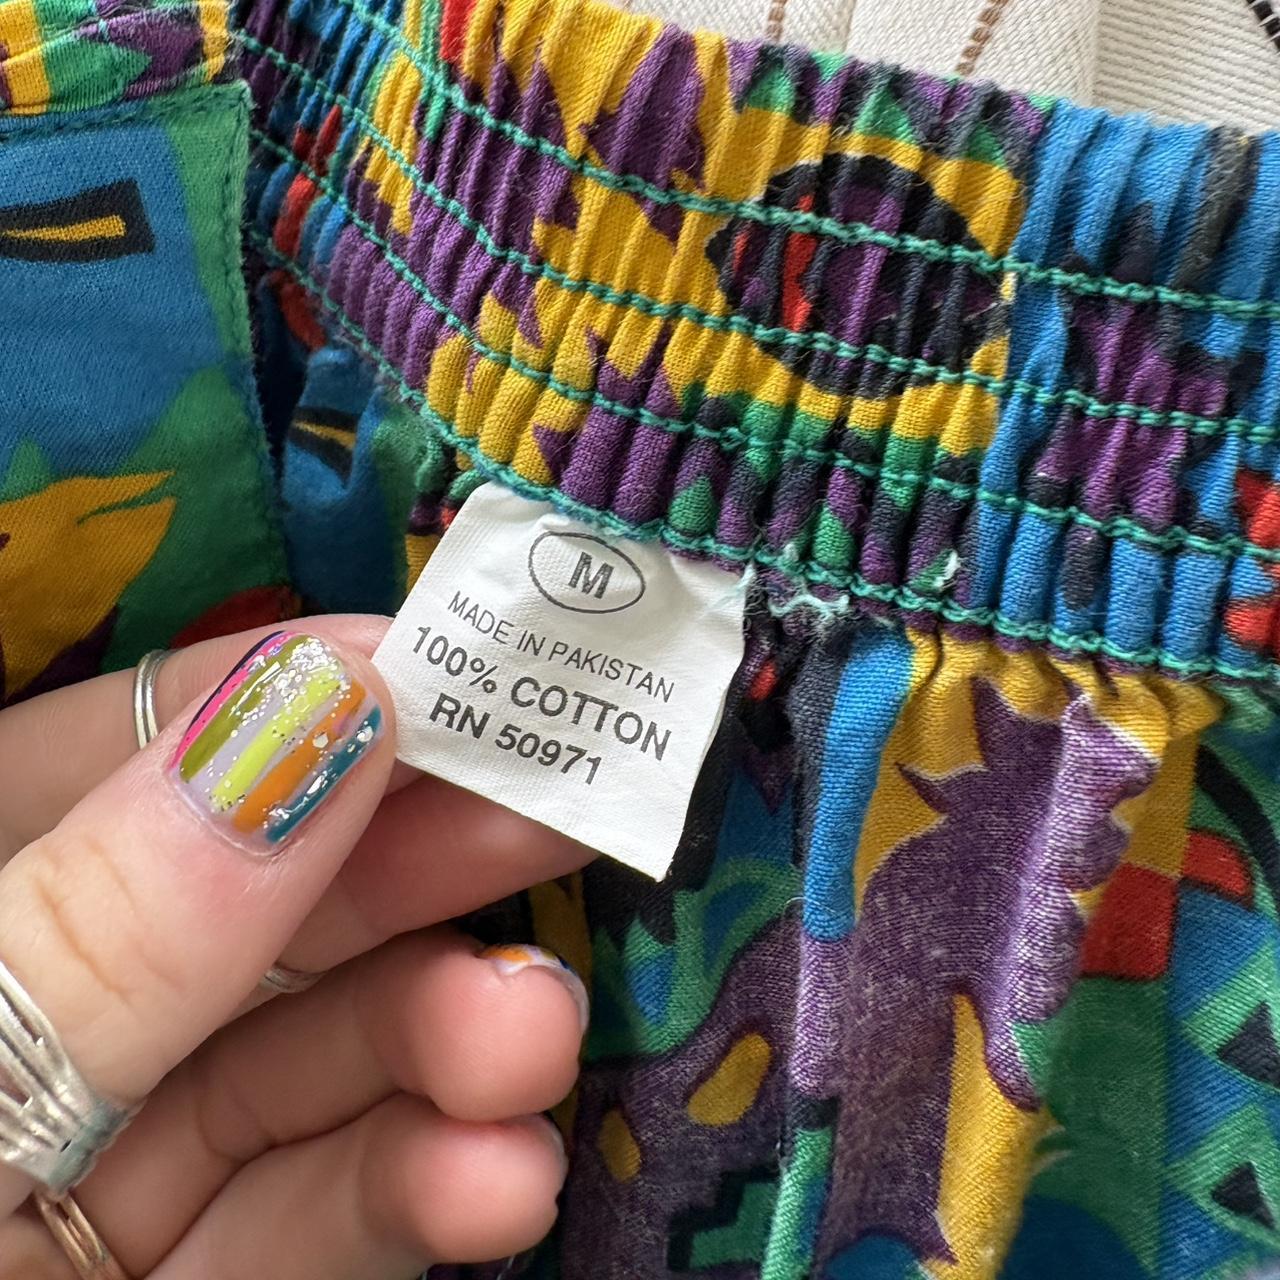 M
MADE IN PAKISTAN
100% COTTON
RN 50971